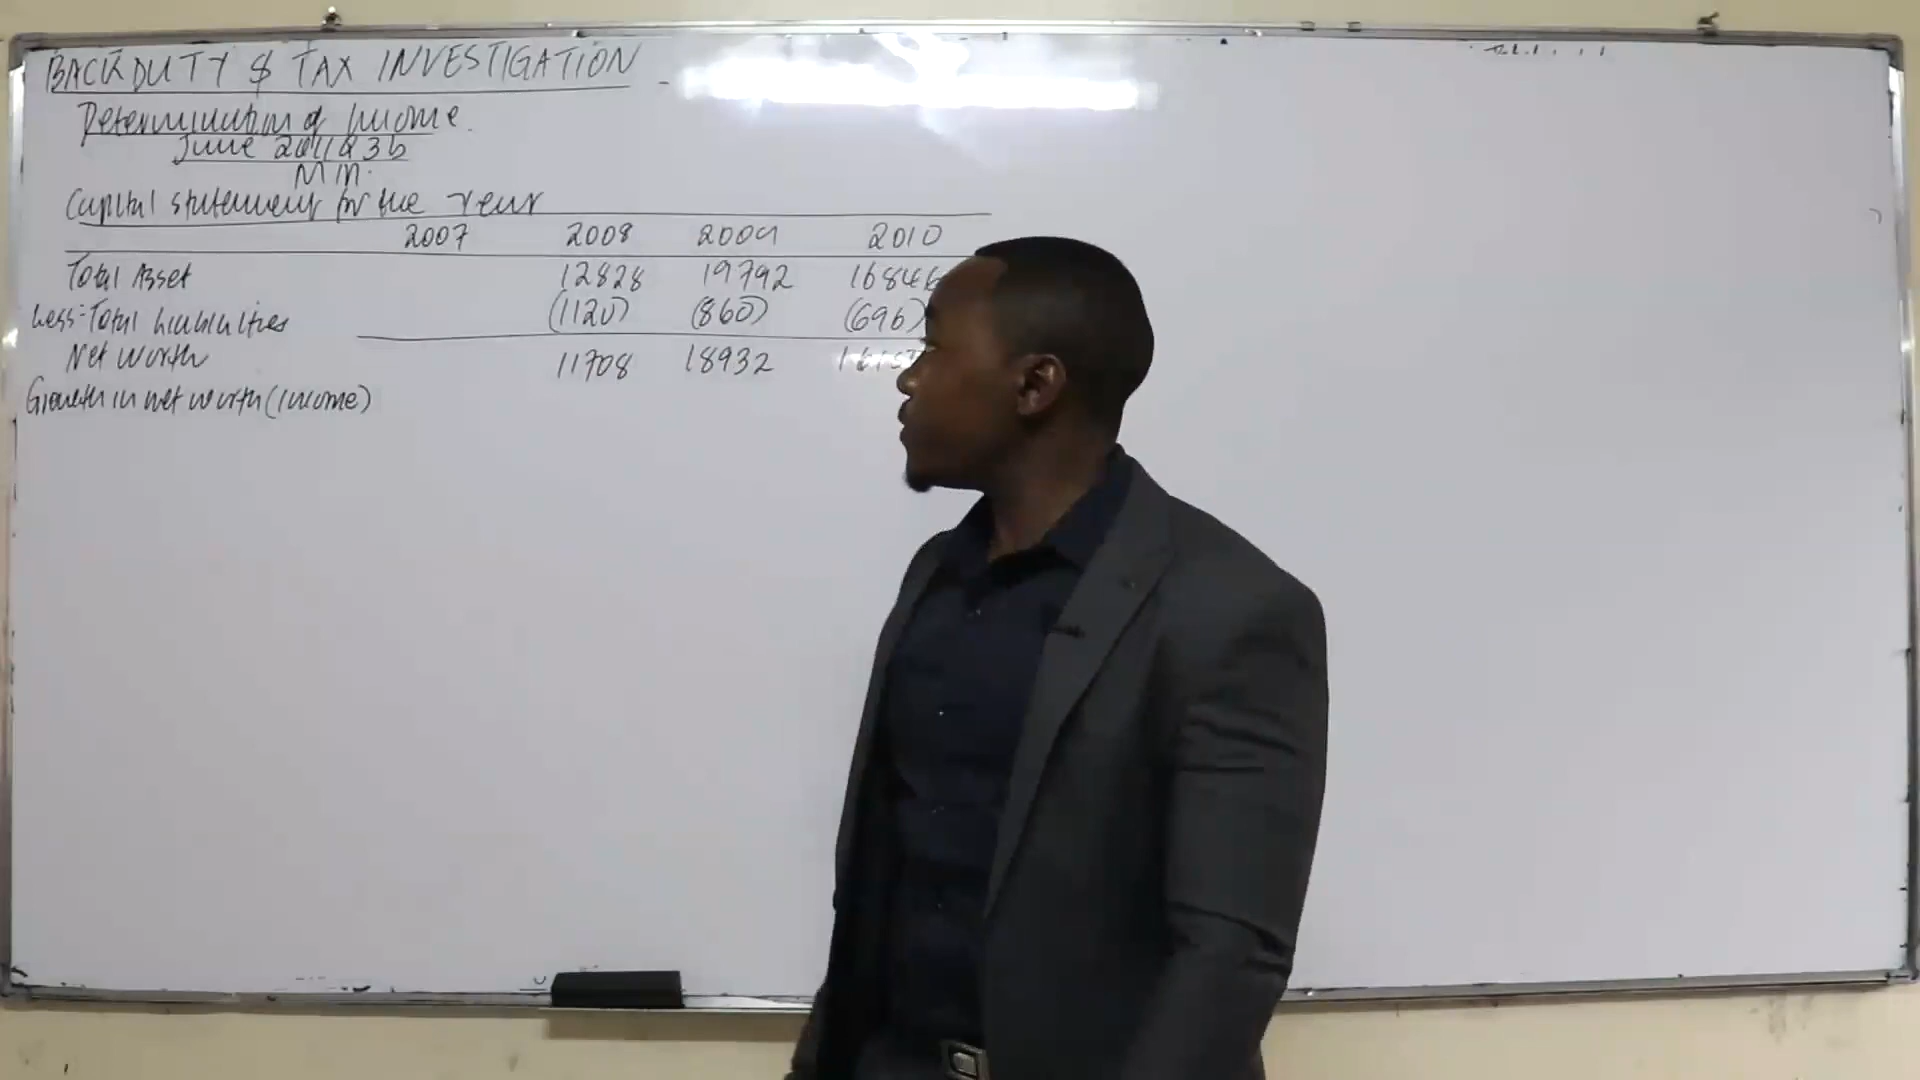 BACK DUTY & TAX INVESTIGATION
Determination of Income.
June 2011 Q3b
Mm.
Capital statement for the Year
2007 2008 2009 2010
Total Asset 12828 19792 16846
Less: Total Liabilities (1120) (860) (696)
Net worth 11708 18932
Growth in net worth (Income)